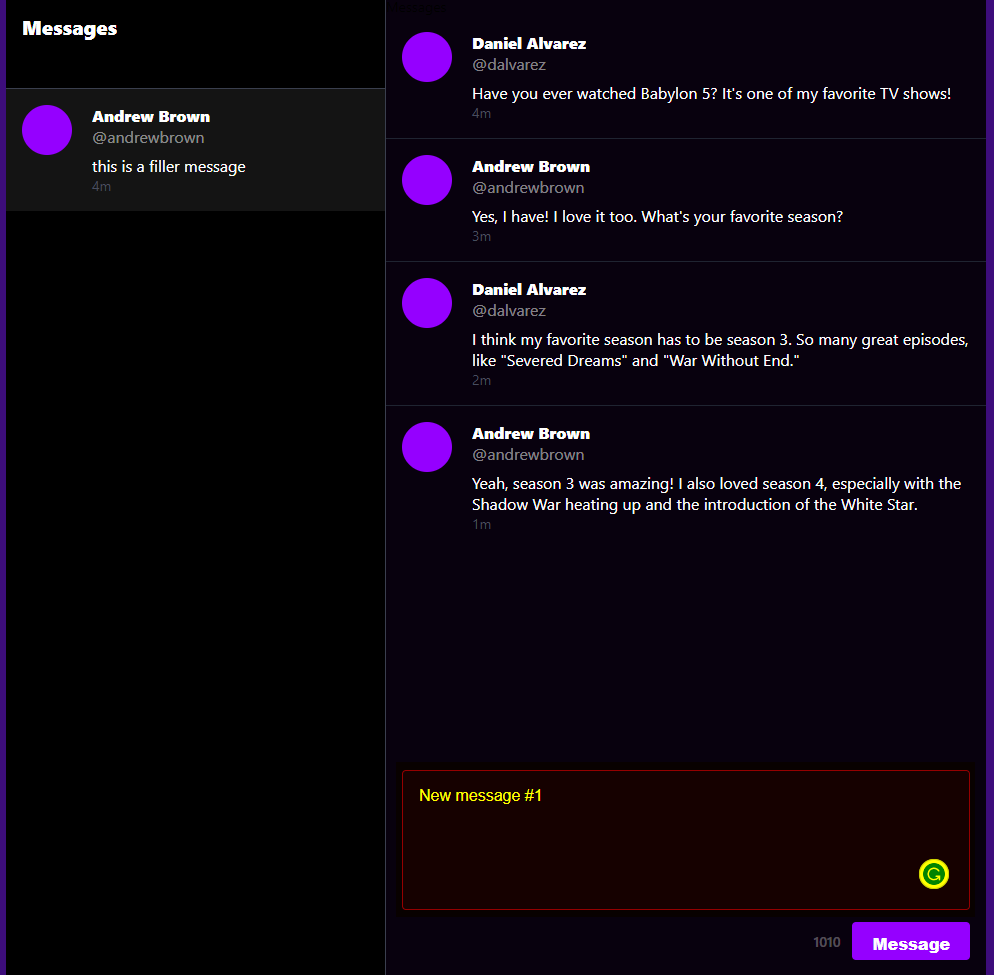 Messages
Andrew Brown
@andrewbrown
this is a filler message
4m
Messages
Daniel Alvarez
@dalvarez
Have you ever watched Babylon 5? It's one of my favorite TV shows!
4m
Andrew Brown
@andrewbrown
Yes, I have! I love it too. What's your favorite season?
3m
Daniel Alvarez
@dalvarez
I think my favorite season has to be season 3. So many great episodes,
like "Severed Dreams" and "War Without End."
2m
Andrew Brown
@andrewbrown
Yeah, season 3 was amazing! I also loved season 4, especially with the
Shadow War heating up and the introduction of the White Star.
1m
New message #1
1010
Message